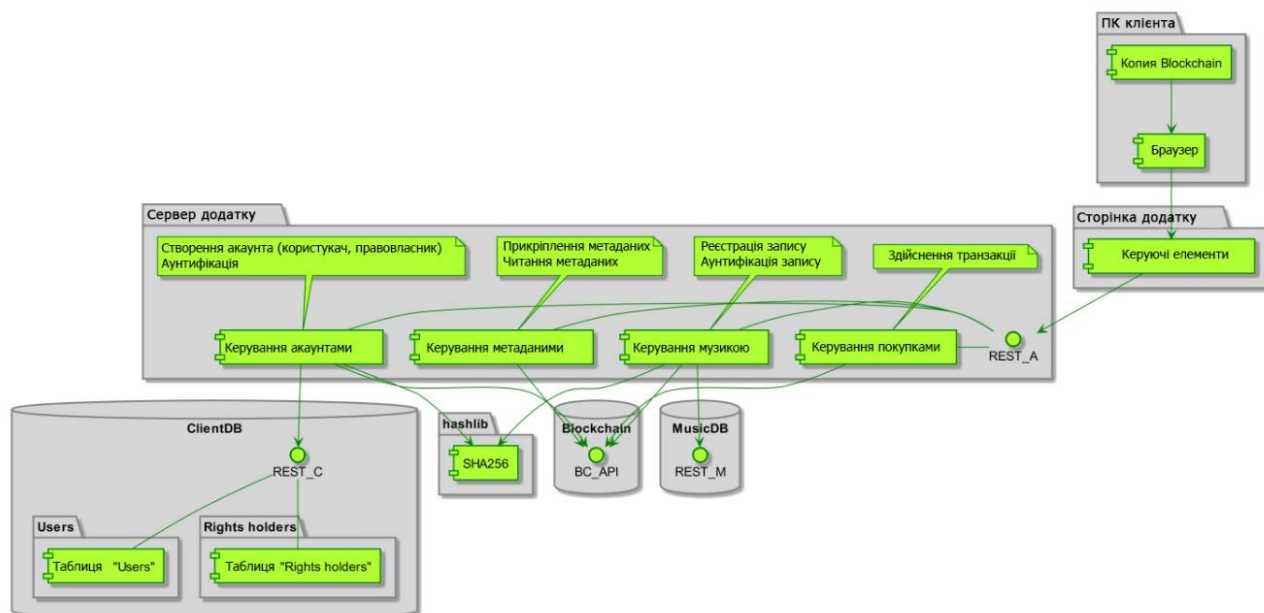 ПК клієнта
Копия Blockchain
Браузер
Сторінка додатку
Керуючі елементи
Сервер додатку
Створення акаунта (користукач, правовласник)
Аунтифікація
Прикріплення метаданих
Читання метаданих
Реєстрація запису
Аунтифікація запису
Здійснення транзакції
Керування акаунтами
Керування метаданими
Керування музикою
Керування покупками
REST_A
ClientDB
REST_C
hashlib
SHA256
Blockchain
BC_API
MusicDB
REST_M
Users
Таблиця "Users"
Rights holders
Таблиця "Rights holders"